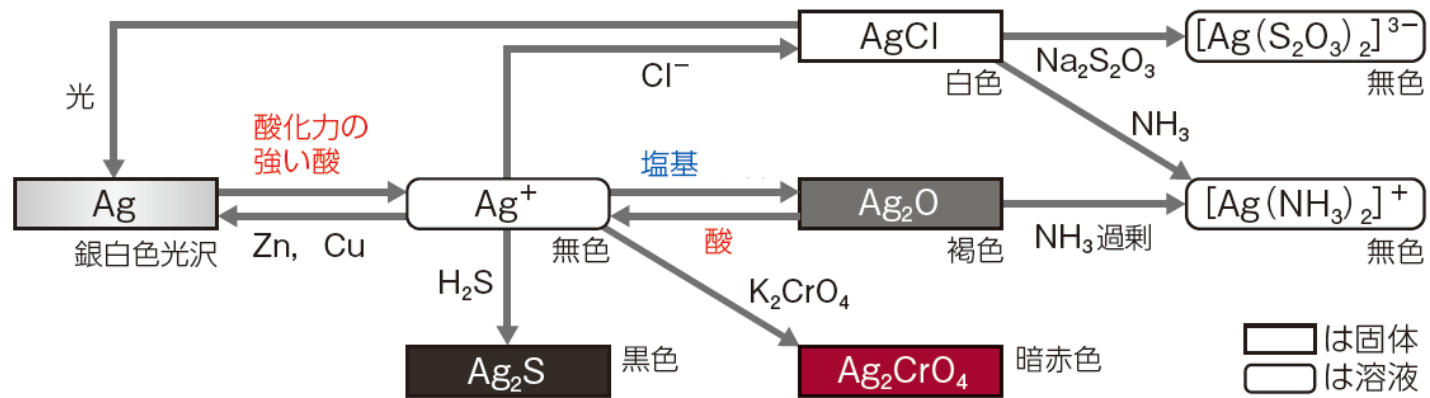 AgCl
白色
Na₂S₂O₃
[Ag(S₂O₃)₂]³⁻
無色
Cl⁻
光
NH₃
酸化力の
強い酸
塩基
Ag
銀白色光沢
Zn, Cu
Ag⁺
無色
酸
Ag₂O
褐色
NH₃過剰
[Ag(NH₃)₂]⁺
無色
H₂S
K₂CrO₄
Ag₂S
黒色
Ag₂CrO₄
暗赤色
は固体
は溶液